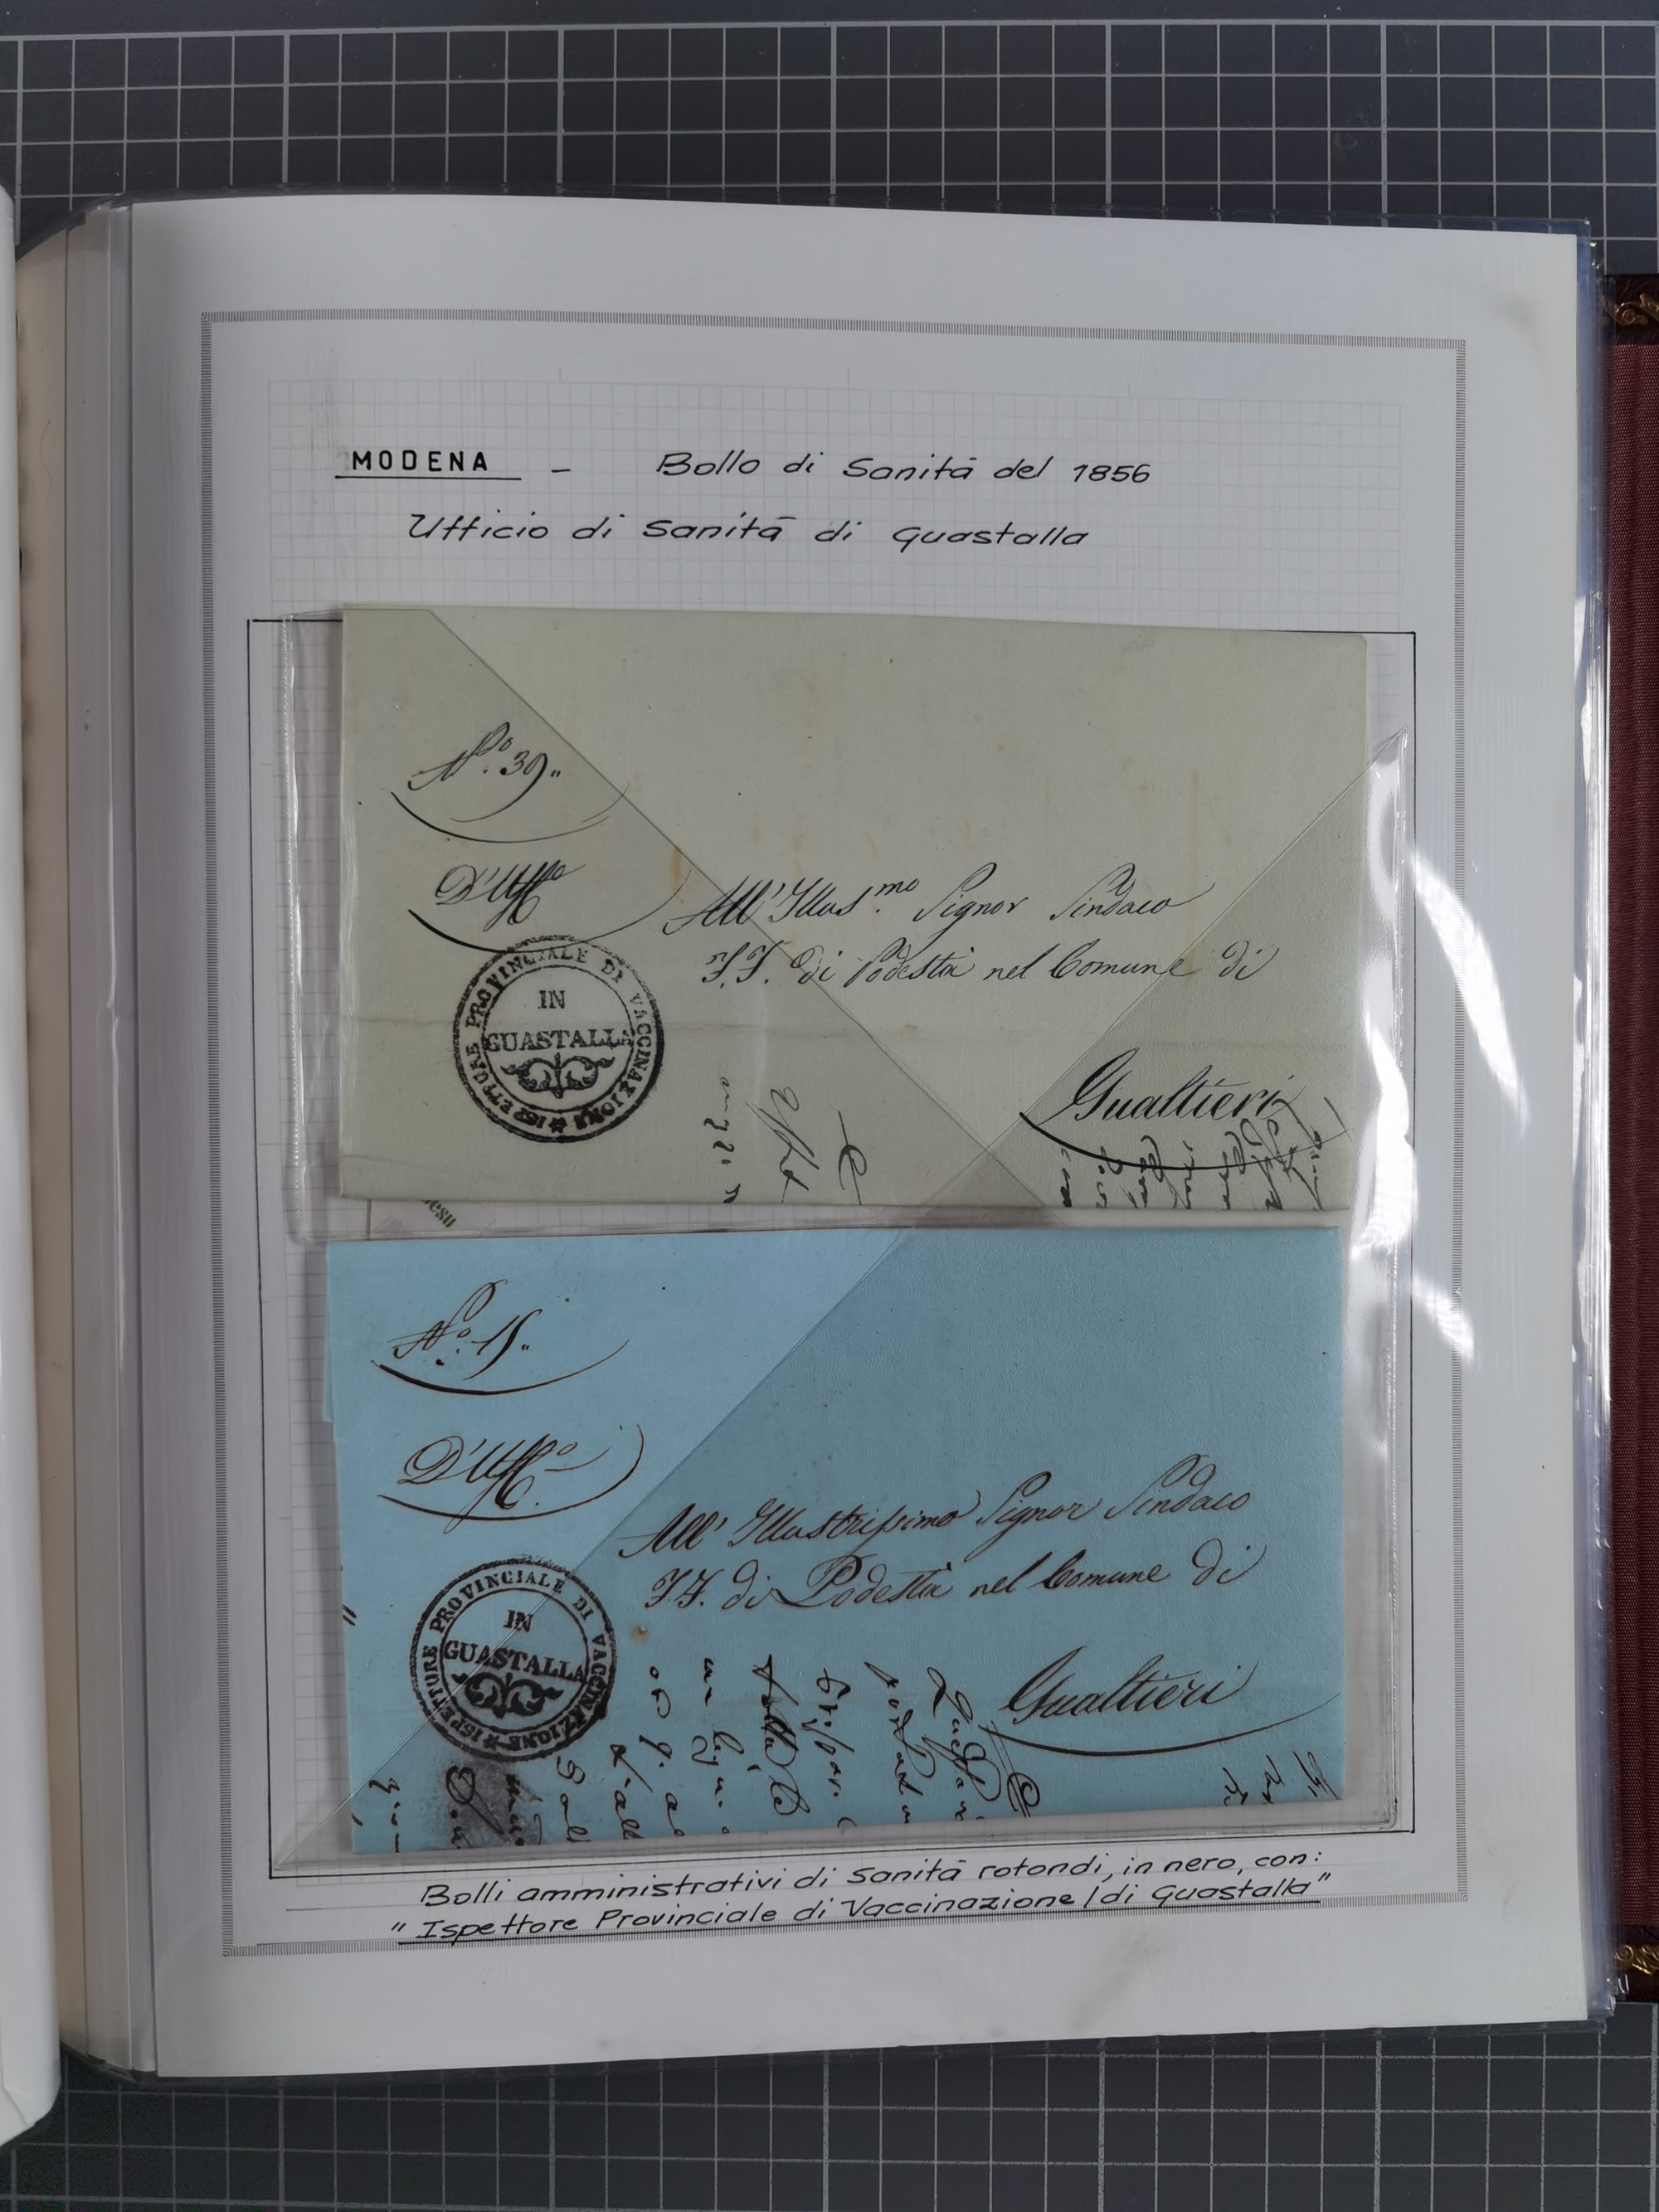 MODENA - Bollo di Sanitā del 1856
Ufficio di Sanitā di Guastalla
N.o 39"
D'Uff.o
All'Illus.mo Signor Sindaco
F.F. di Podestà nel Comune di
Gualtieri
ISPETTORE PROVINCIALE DI VACCINAZIONE
IN
GUASTALLA
N.o 15"
D'Uff.o
All' Illustrissimo Signor Sindaco
F.F. di Podestà nel Comune di
Gualtieri
ISPETTORE PROVINCIALE DI VACCINAZIONE
IN
GUASTALLA
Bolli amministrativi di Sanitā rotondi, in nero, con:
"Ispettore Provinciale di Vaccinazione / di Guastalla"